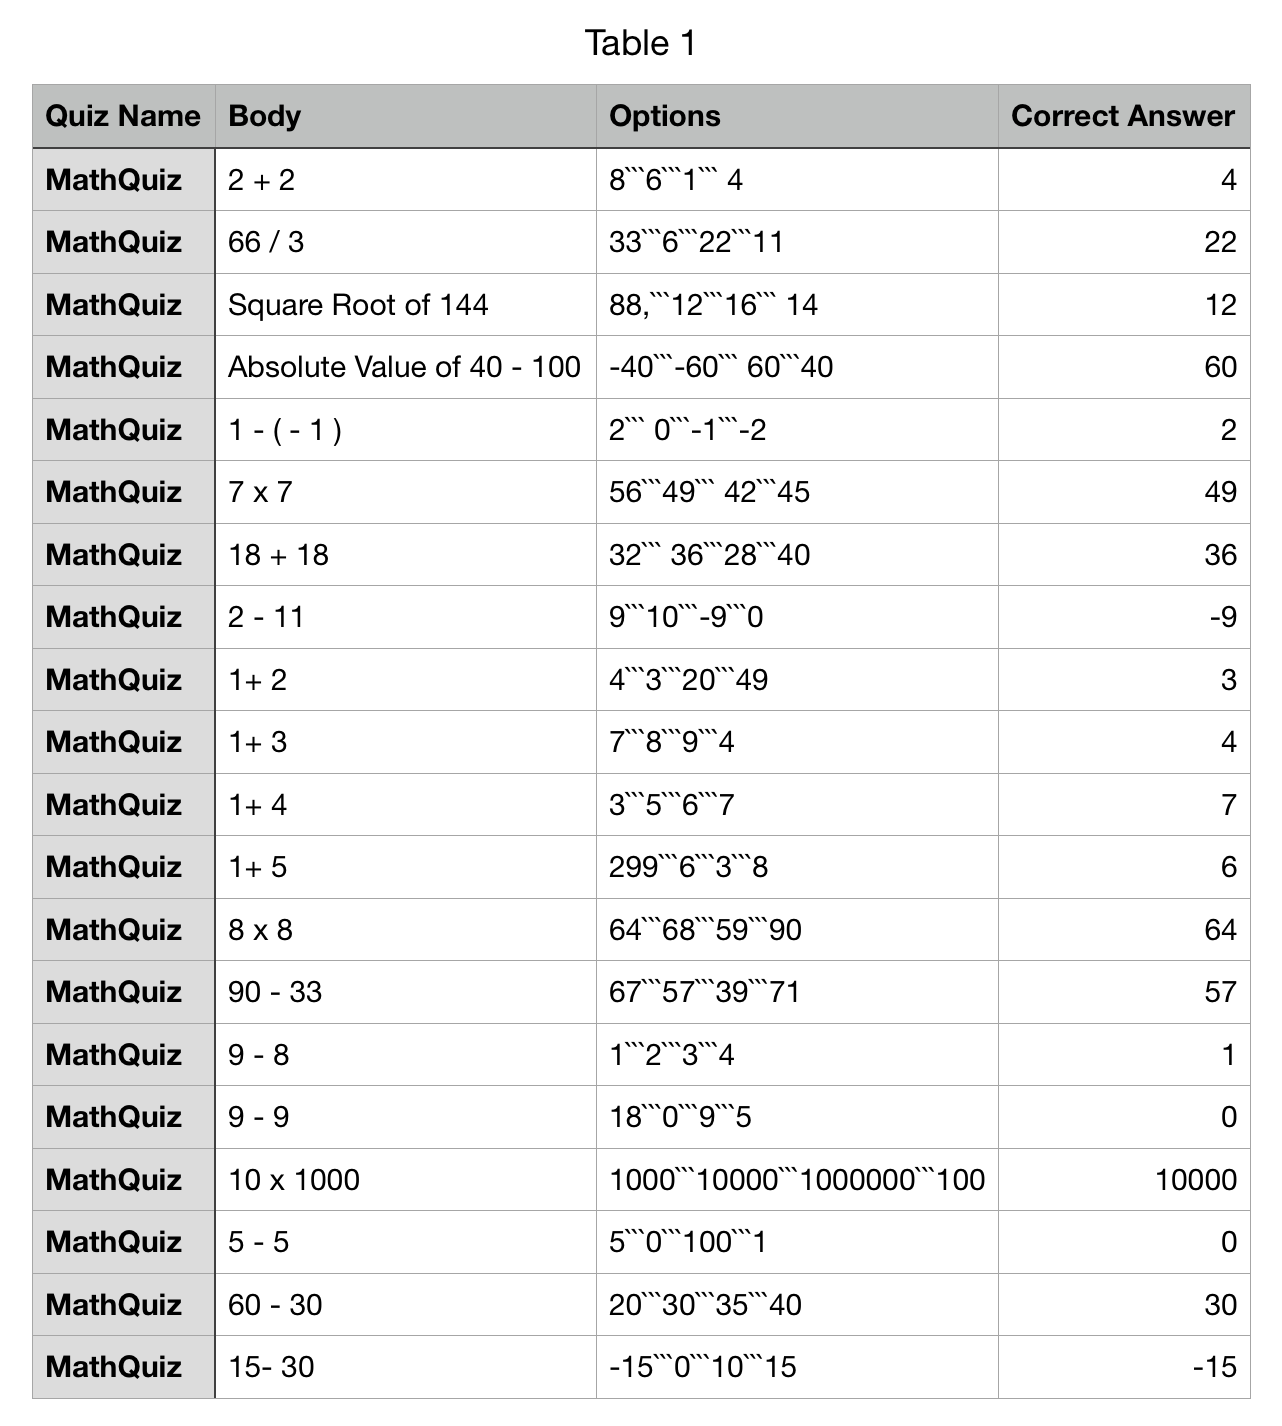 Table 1
Quiz Name Body Options Correct Answer
MathQuiz 2 + 2 8```6```1``` 4 4
MathQuiz 66 / 3 33```6```22```11 22
MathQuiz Square Root of 144 88,```12```16``` 14 12
MathQuiz Absolute Value of 40 - 100 -40```-60``` 60```40 60
MathQuiz 1 - ( - 1 ) 2``` 0```-1```-2 2
MathQuiz 7 x 7 56```49``` 42```45 49
MathQuiz 18 + 18 32``` 36```28```40 36
MathQuiz 2 - 11 9```10```-9```0 -9
MathQuiz 1+ 2 4```3```20```49 3
MathQuiz 1+ 3 7```8```9```4 4
MathQuiz 1+ 4 3```5```6```7 7
MathQuiz 1+ 5 299```6```3```8 6
MathQuiz 8 x 8 64```68```59```90 64
MathQuiz 90 - 33 67```57```39```71 57
MathQuiz 9 - 8 1```2```3```4 1
MathQuiz 9 - 9 18```0```9```5 0
MathQuiz 10 x 1000 1000```10000```1000000```100 10000
MathQuiz 5 - 5 5```0```100```1 0
MathQuiz 60 - 30 20```30```35```40 30
MathQuiz 15- 30 -15```0```10```15 -15